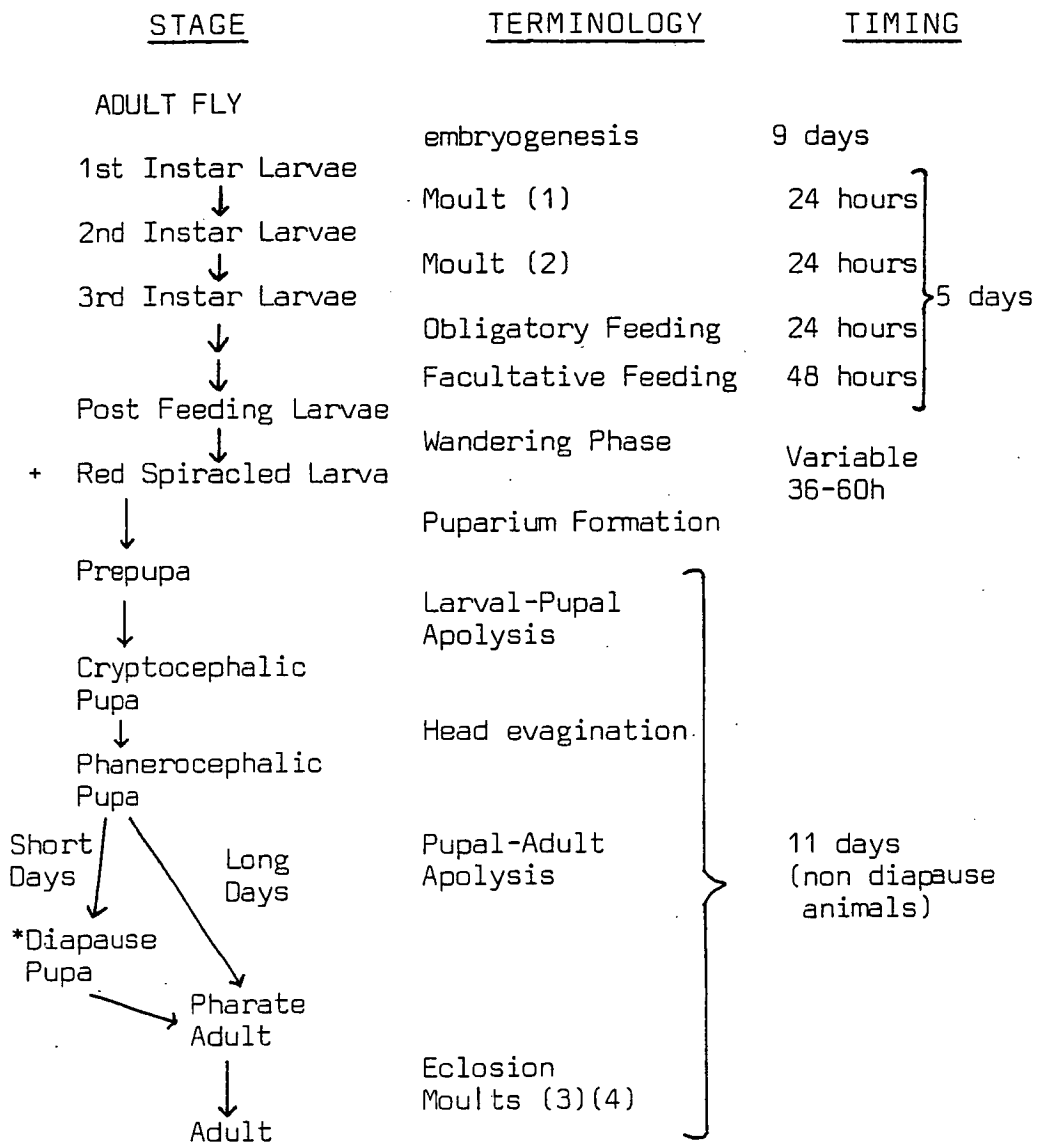 STAGE TERMINOLOGY TIMING
ADULT FLY
embryogenesis 9 days
1st Instar Larvae
Moult (1) 24 hours
2nd Instar Larvae
Moult (2) 24 hours
3rd Instar Larvae
5 days
Obligatory Feeding 24 hours
Facultative Feeding 48 hours
Post Feeding Larvae
Wandering Phase
Variable
36-60h
+ Red Spiracled Larva
Puparium Formation
Prepupa
Larval-Pupal
Apolysis
Cryptocephalic
Pupa
Head evagination
Phanerocephalic
Pupa
Short
Days
Long
Days
Pupal-Adult
Apolysis
11 days
(non diapause
animals)
*Diapause
Pupa
Pharate
Adult
Eclosion
Moults (3)(4)
Adult